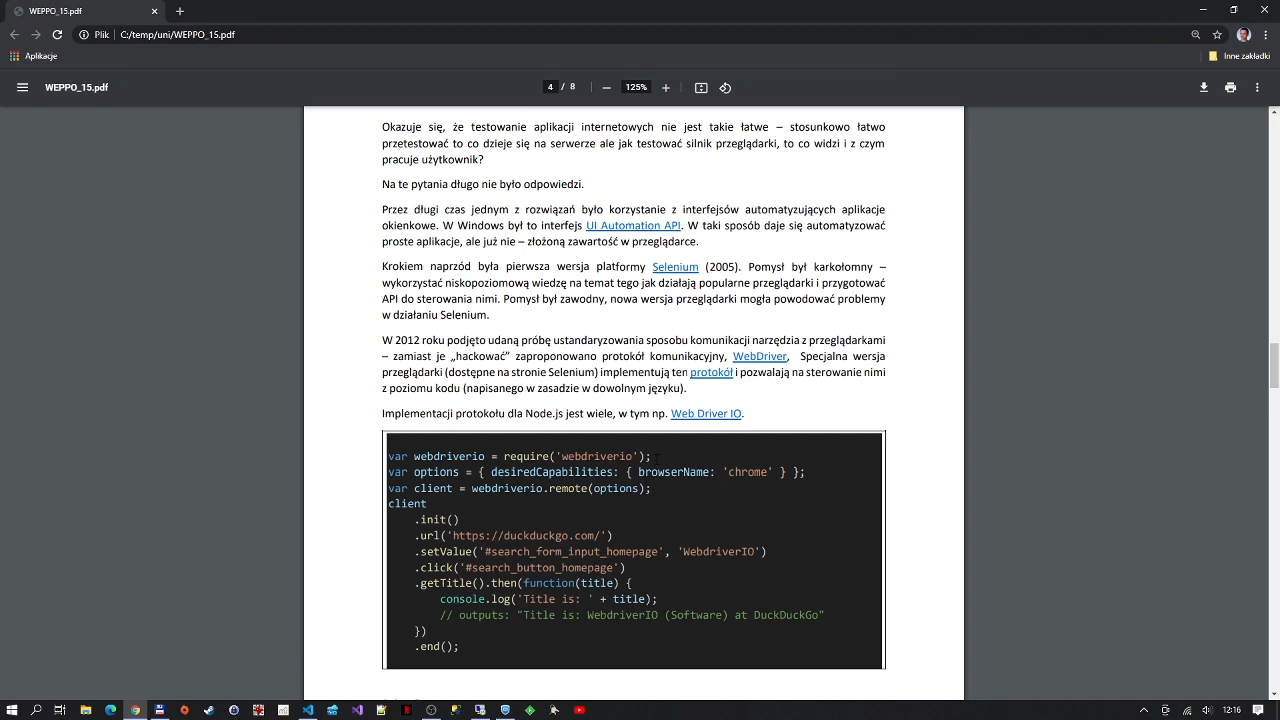 WEPPO_15.pdf
Plik | C:/temp/uni/WEPPO_15.pdf
Aplikacje
Inne zakładki
WEPPO_15.pdf
4 / 8
125%
Okazuje się, że testowanie aplikacji internetowych nie jest takie łatwe – stosunkowo łatwo
przetestować to co dzieje się na serwerze ale jak testować silnik przeglądarki, to co widzi i z czym
pracuje użytkownik?
Na te pytania długo nie było odpowiedzi.
Przez długi czas jednym z rozwiązań było korzystanie z interfejsów automatyzujących aplikacje
okienkowe. W Windows był to interfejs UI Automation API. W taki sposób daje się automatyzować
proste aplikacje, ale już nie – złożoną zawartość w przeglądarce.
Krokiem naprzód była pierwsza wersja platformy Selenium (2005). Pomysł był karkołomny –
wykorzystać niskopoziomową wiedzę na temat tego jak działają popularne przeglądarki i przygotować
API do sterowania nimi. Pomysł był zawodny, nowa wersja przeglądarki mogła powodować problemy
w działaniu Selenium.
W 2012 roku podjęto udaną próbę ustandaryzowania sposobu komunikacji narzędzia z przeglądarkami
– zamiast je „hackować” zaproponowano protokół komunikacyjny, WebDriver, Specjalna wersja
przeglądarki (dostępne na stronie Selenium) implementują ten protokół i pozwalają na sterowanie nimi
z poziomu kodu (napisanego w zasadzie w dowolnym języku).
Implementacji protokołu dla Node.js jest wiele, w tym np. Web Driver IO.
var webdriverio = require('webdriverio');
var options = { desiredCapabilities: { browserName: 'chrome' } };
var client = webdriverio.remote(options);
client
.init()
.url('https://duckduckgo.com/')
.setValue('#search_form_input_homepage', 'WebdriverIO')
.click('#search_button_homepage')
.getTitle().then(function(title) {
console.log('Title is: ' + title);
// outputs: "Title is: WebdriverIO (Software) at DuckDuckGo"
})
.end();
12:16